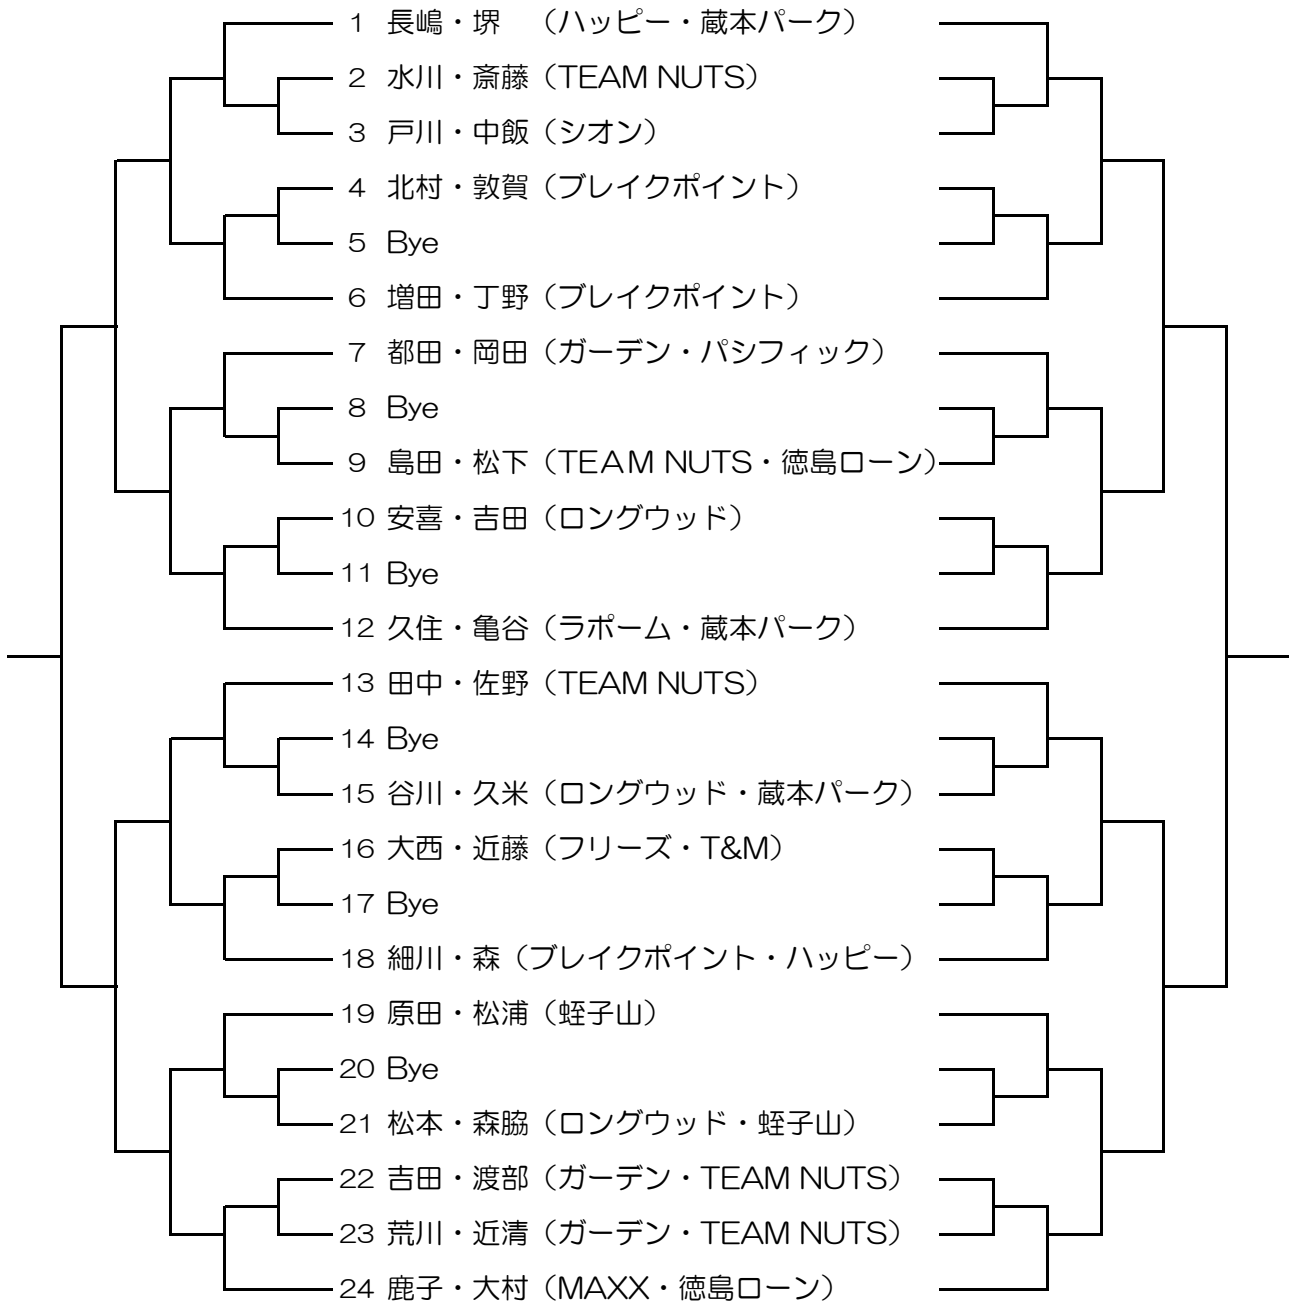 1 長嶋・堺 （ハッピー・蔵本パーク）
2 水川・斎藤（TEAM NUTS）
3 戸川・中飯（シオン）
4 北村・敦賀（ブレイクポイント）
5 Bye
6 増田・丁野（ブレイクポイント）
7 都田・岡田（ガーデン・パシフィック）
8 Bye
9 島田・松下（TEAM NUTS・徳島ローン）
10 安喜・吉田（ロングウッド）
11 Bye
12 久住・亀谷（ラポーム・蔵本パーク）
13 田中・佐野（TEAM NUTS）
14 Bye
15 谷川・久米（ロングウッド・蔵本パーク）
16 大西・近藤（フリーズ・T&M）
17 Bye
18 細川・森（ブレイクポイント・ハッピー）
19 原田・松浦（蛭子山）
20 Bye
21 松本・森脇（ロングウッド・蛭子山）
22 吉田・渡部（ガーデン・TEAM NUTS）
23 荒川・近清（ガーデン・TEAM NUTS）
24 鹿子・大村（MAXX・徳島ローン）